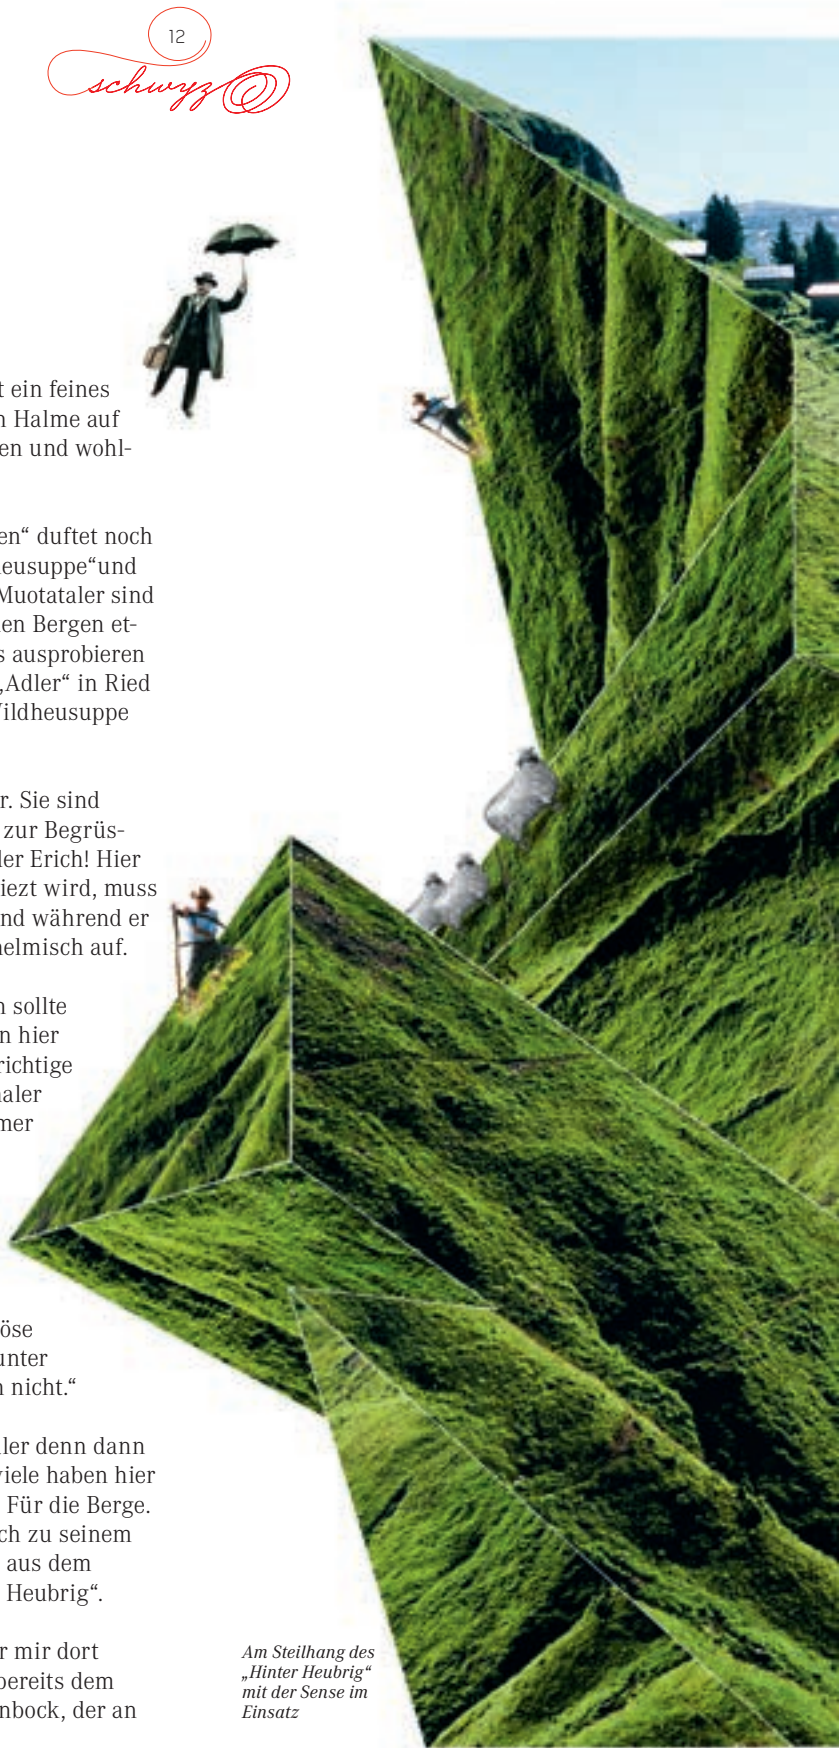 12
schwyz
t ein feines
n Halme auf
en und wohl-
en“ duftet noch
eusuppe“und
Muotataler sind
en Bergen et-
s ausprobieren
„Adler“ in Ried
Wildheusuppe
r. Sie sind
zur Begrüs-
ler Erich! Hier
iezt wird, muss
nd während er
helmisch auf.
n sollte
n hier
richtige
naler
mer
öse
unter
n nicht.“
ler denn dann
viele haben hier
Für die Berge.
ch zu seinem
aus dem
Heubrig“.
r mir dort
bereits dem
nbock, der an
Am Steilhang des
„Hinter Heubrig“
mit der Sense im
Einsatz